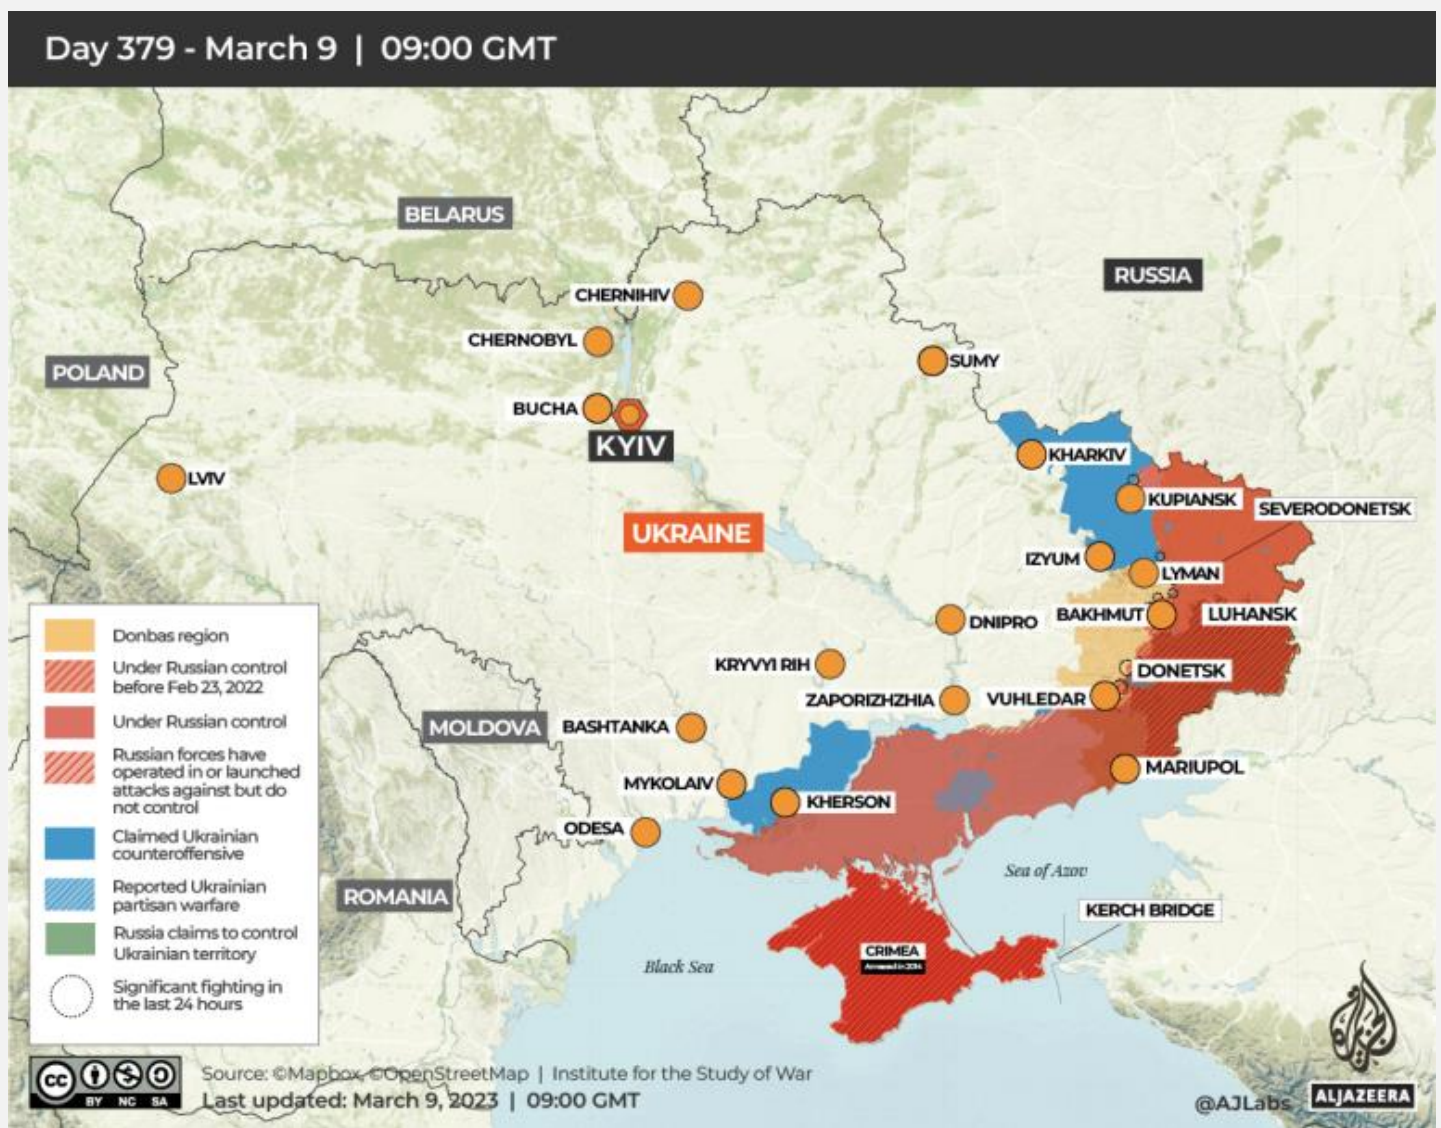 Day 379 - March 9 | 09:00 GMT
BELARUS
RUSSIA
CHERNIHIV
CHERNOBYL
SUMY
POLAND
BUCHA
KYIV
KHARKIV
LVIV
KUPIANSK
SEVERODONETSK
UKRAINE
IZYUM
LYMAN
BAKHMUT
LUHANSK
DNIPRO
KRYVYI RIH
DONETSK
ZAPORIZHZHIA
VUHLEDAR
MOLDOVA
BASHTANKA
MARIUPOL
MYKOLAIV
KHERSON
ODESA
Sea of Azov
ROMANIA
KERCH BRIDGE
CRIMEA
Annexed in 2014
Black Sea
Donbas region
Under Russian control
before Feb 23, 2022
Under Russian control
Russian forces have
operated in or launched
attacks against but do
not control
Claimed Ukrainian
counteroffensive
Reported Ukrainian
partisan warfare
Russia claims to control
Ukrainian territory
Significant fighting in
the last 24 hours
cc
BY NC SA
Source: ©Mapbox, ©OpenStreetMap | Institute for the Study of War
Last updated: March 9, 2023 | 09:00 GMT
@AJLabs
ALJAZEERA